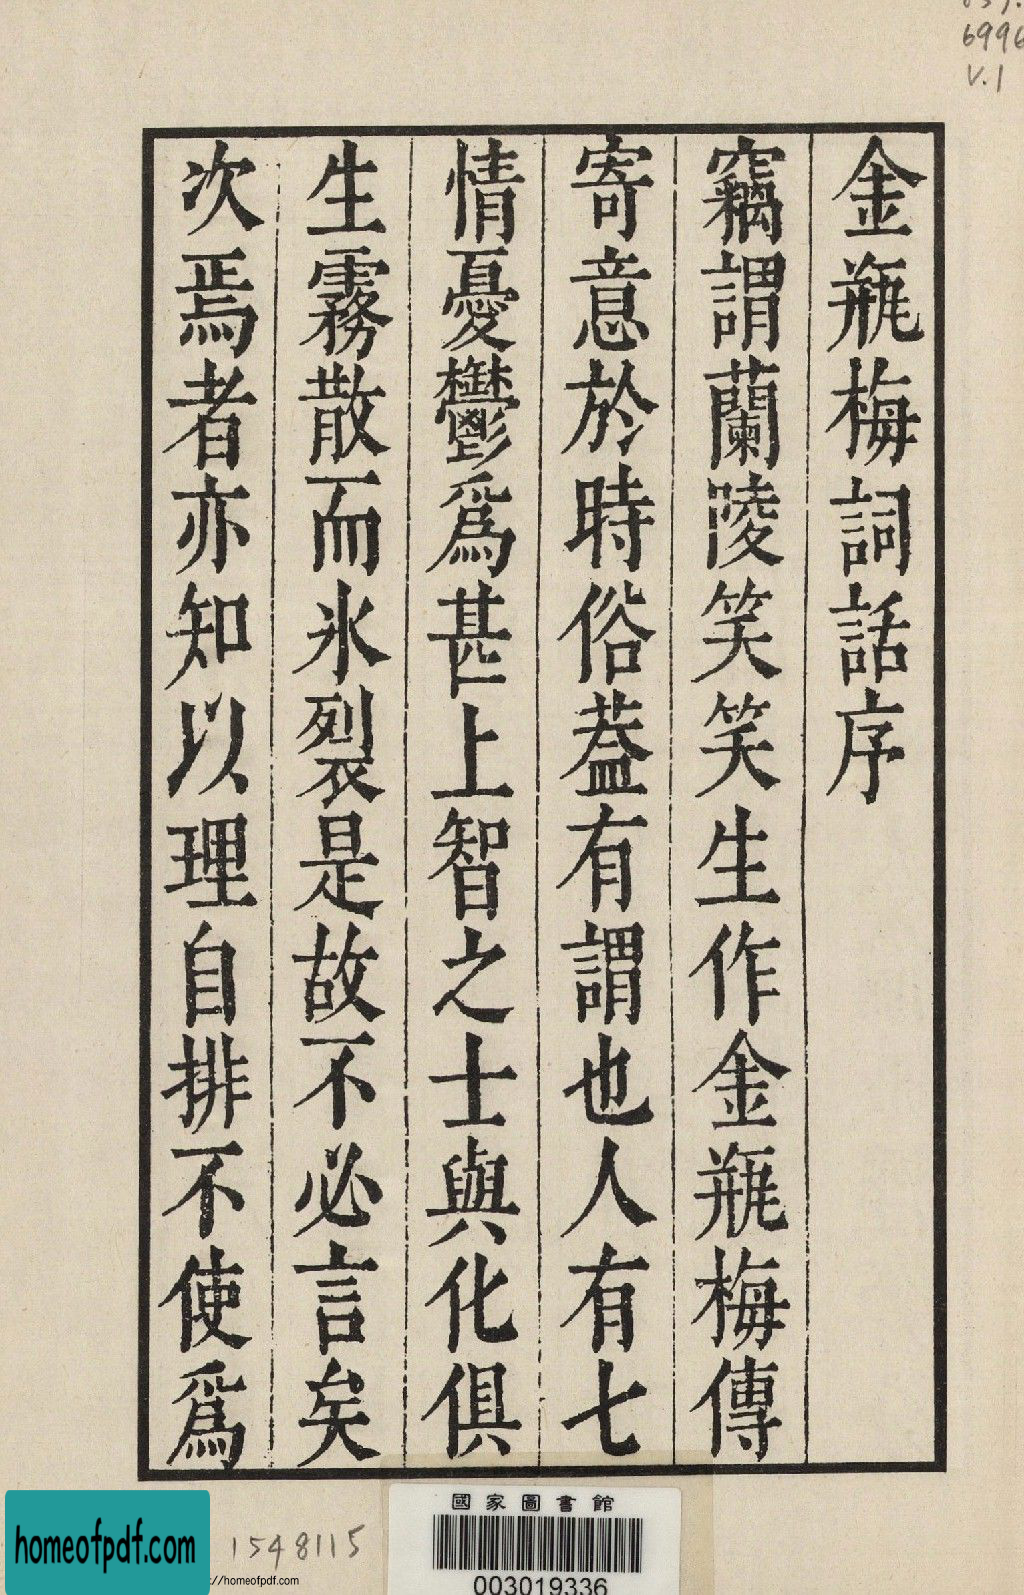 6996
V.1
金瓶梅詞話序
竊謂蘭陵笑笑生作金瓶梅傳
寄意於時俗蓋有謂也人有七
情憂鬱爲甚上智之士與化俱
生霧散而氷裂是故不必言矣
次焉者亦知以理自排不使爲
國家圖書館
003019336
1548115
homeofpdf.com
://homeofpdf.com